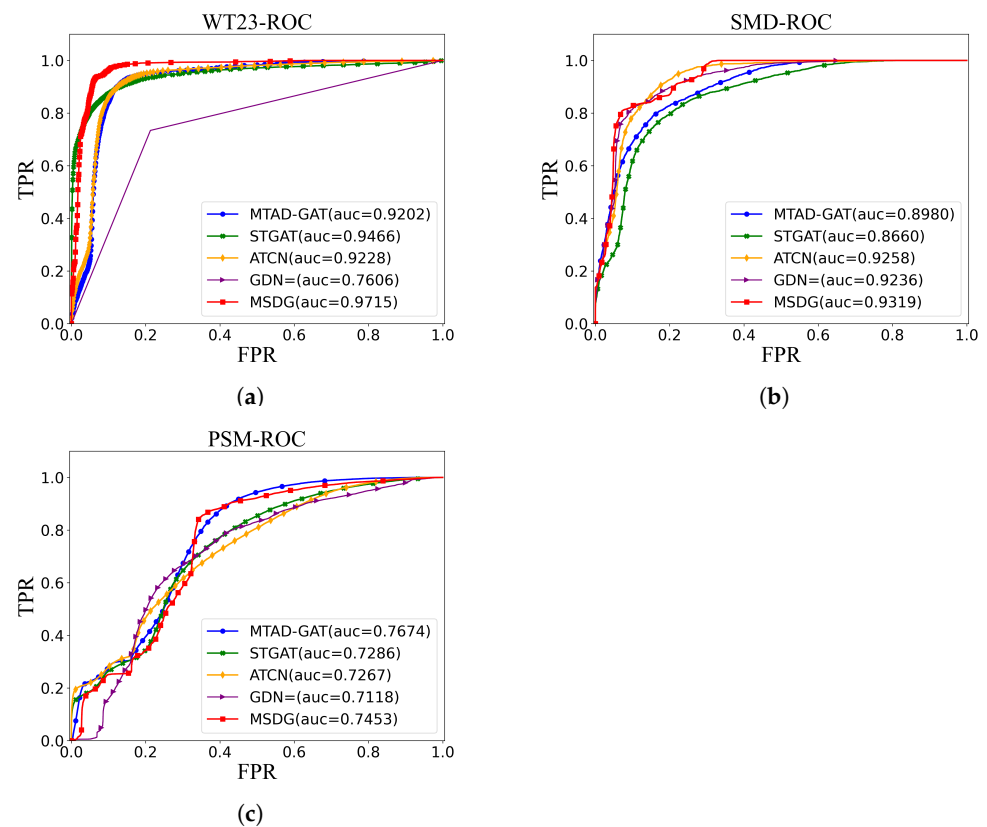 WT23-ROC
1.0
0.8
0.6
0.4
0.2
0.0
TPR
MTAD-GAT(auc=0.9202)
STGAT(auc=0.9466)
ATCN(auc=0.9228)
GDN=(auc=0.7606)
MSDG(auc=0.9715)
0.0 0.2 0.4 0.6 0.8 1.0
FPR
(a)
SMD-ROC
1.0
0.8
0.6
0.4
0.2
0.0
TPR
MTAD-GAT(auc=0.8980)
STGAT(auc=0.8660)
ATCN(auc=0.9258)
GDN=(auc=0.9236)
MSDG(auc=0.9319)
0.0 0.2 0.4 0.6 0.8 1.0
FPR
(b)
PSM-ROC
1.0
0.8
0.6
0.4
0.2
0.0
TPR
MTAD-GAT(auc=0.7674)
STGAT(auc=0.7286)
ATCN(auc=0.7267)
GDN=(auc=0.7118)
MSDG(auc=0.7453)
0.0 0.2 0.4 0.6 0.8 1.0
FPR
(c)